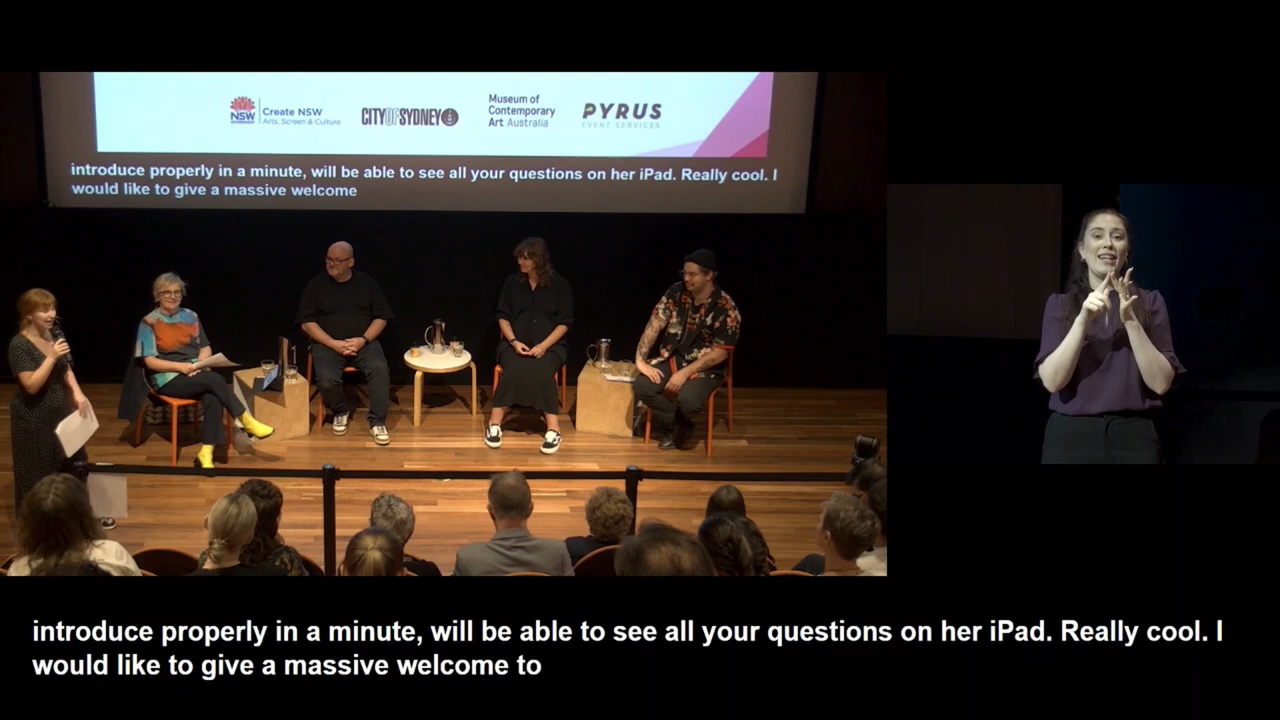 NSW
GOVERNMENT
Create NSW
Arts, Screen & Culture
CITYOFSYDNEY
Museum of
Contemporary
Art Australia
PYRUS
EVENT SERVICES
introduce properly in a minute, will be able to see all your questions on her iPad. Really cool. I
would like to give a massive welcome
introduce properly in a minute, will be able to see all your questions on her iPad. Really cool. I
would like to give a massive welcome to